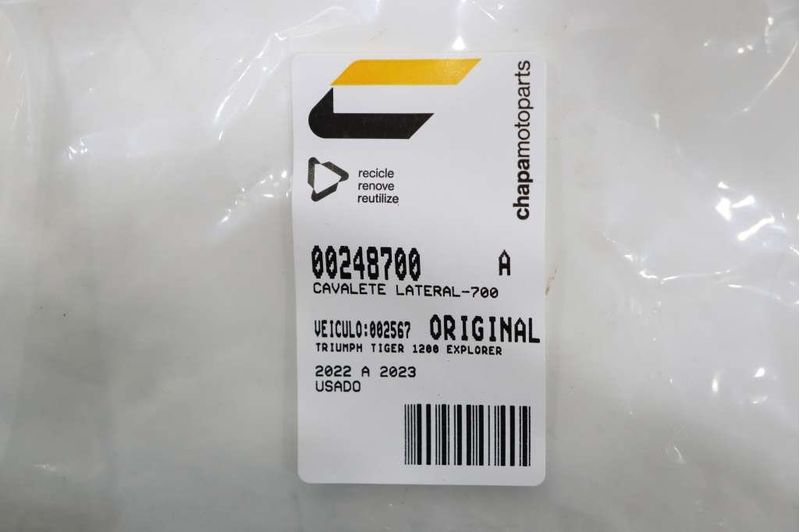 chapamotoparts
recicle
renove
reutilize
00248700 A
CAVALETE LATERAL-700
VEICULO:002567 ORIGINAL
TRIUMPH TIGER 1200 EXPLORER
2022 A 2023
USADO